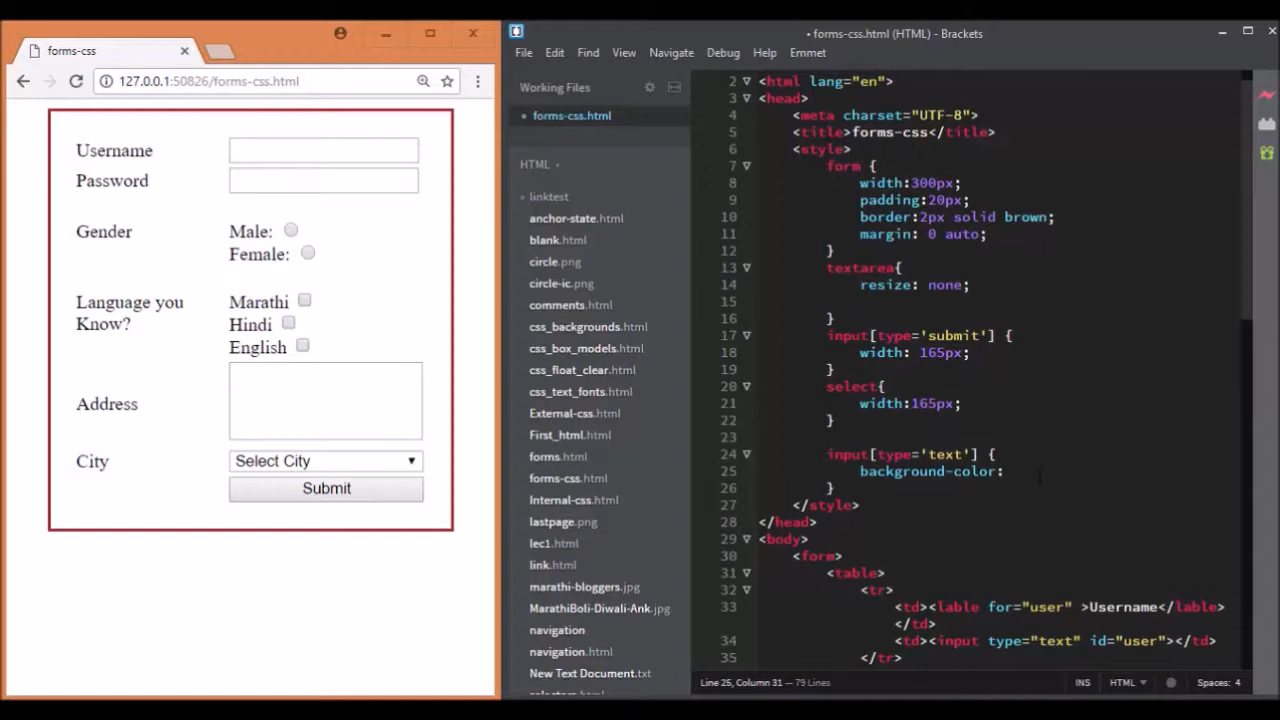 forms-css
127.0.0.1:50826/forms-css.html
Username
Password
Gender
Male:
Female:
Language you
Know?
Marathi
Hindi
English
Address
City
Select City
Submit
• forms-css.html (HTML) - Brackets
File Edit Find View Navigate Debug Help Emmet
Working Files
forms-css.html
HTML
linktest
anchor-state.html
blank.html
circle.png
circle-ic.png
comments.html
css_backgrounds.html
css_box_models.html
css_float_clear.html
css_text_fonts.html
External-css.html
First_html.html
forms.html
forms-css.html
Internal-css.html
lastpage.png
lec1.html
link.html
marathi-bloggers.jpg
MarathiBoli-Diwali-Ank.jpg
navigation
navigation.html
New Text Document.txt
2 <html lang="en">
3 <head>
4 <meta charset="UTF-8">
5 <title>forms-css</title>
6 <style>
7 form {
8 width:300px;
9 padding:20px;
10 border:2px solid brown;
11 margin: 0 auto;
12 }
13 textarea{
14 resize: none;
15
16 }
17 input[type='submit'] {
18 width: 165px;
19 }
20 select{
21 width:165px;
22 }
23
24 input[type='text'] {
25 background-color:
26 }
27 </style>
28 </head>
29 <body>
30 <form>
31 <table>
32 <tr>
33 <td><lable for="user" >Username</lable>
</td>
34 <td><input type="text" id="user"></td>
35 </tr>
Line 25, Column 31 — 79 Lines
INS HTML Spaces: 4